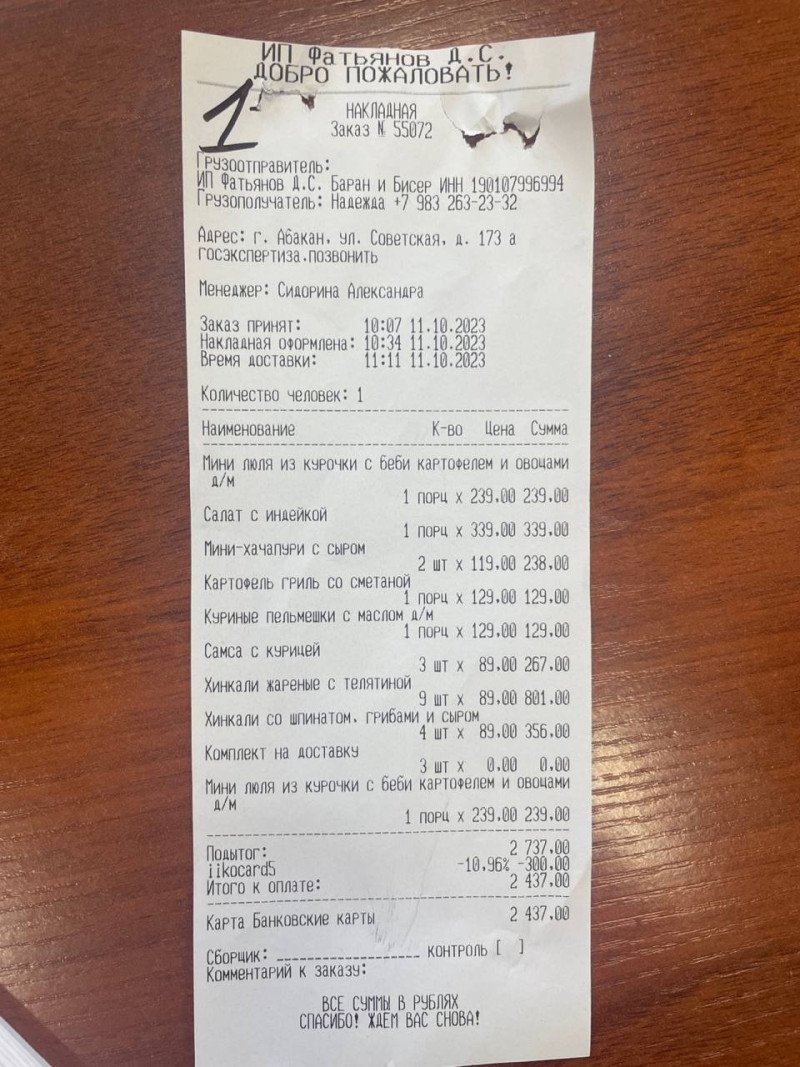 ИП Фатьянов Д.С.
ДОБРО ПОЖАЛОВАТЬ!
1
НАКЛАДНАЯ
Заказ № 55072
Грузоотправитель:
ИП Фатьянов Д.С. Баран и Бисер ИНН 190107996994
Грузополучатель: Надежда +7 983 263-23-32
Адрес: г. Абакан, ул. Советская, д. 173 а
госэкспертиза.позвонить
Менеджер: Сидорина Александра
Заказ принят: 10:07 11.10.2023
Накладная оформлена: 10:34 11.10.2023
Время доставки: 11:11 11.10.2023
Количество человек: 1
Наименование К-во Цена Сумма
Мини люля из курочки с беби картофелем и овощами
д/м
1 порц x 239.00 239.00
Салат с индейкой
1 порц x 339.00 339.00
Мини-хачапури с сыром
2 шт x 119.00 238.00
Картофель гриль со сметаной
1 порц x 129.00 129.00
Куриные пельмешки с маслом д/м
1 порц x 129.00 129.00
Самса с курицей
3 шт x 89.00 267.00
Хинкали жареные с телятиной
9 шт x 89.00 801.00
Хинкали со шпинатом, грибами и сыром
4 шт x 89.00 356.00
Комплект на доставку
3 шт x 0.00 0.00
Мини люля из курочки с беби картофелем и овощами
д/м
1 порц x 239.00 239.00
Подытог: 2 737.00
iikocard5 -10.96% -300.00
Итого к оплате: 2 437.00
Карта Банковские карты 2 437.00
Сборщик: ____________________ КОНТРОЛЬ [ ]
Комментарий к заказу:
ВСЕ СУММЫ В РУБЛЯХ
СПАСИБО! ЖДЕМ ВАС СНОВА!